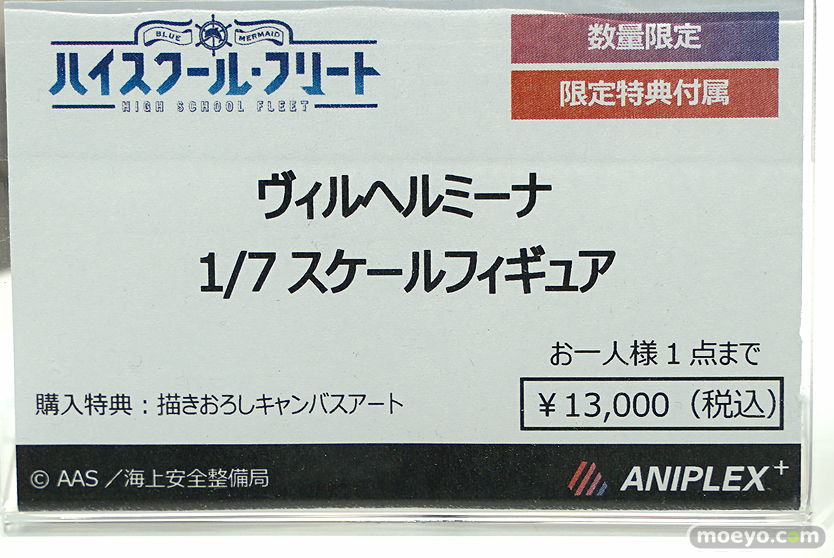 BLUE MERMAID
ハイスクール・フリート
HIGH SCHOOL FLEET
数量限定
限定特典付属
ヴィルヘルミーナ
1/7 スケールフィギュア
お一人様 1 点まで
購入特典：描きおろしキャンバスアート
￥13,000（税込）
© AAS ／海上安全整備局
ANIPLEX+
moeyo.com